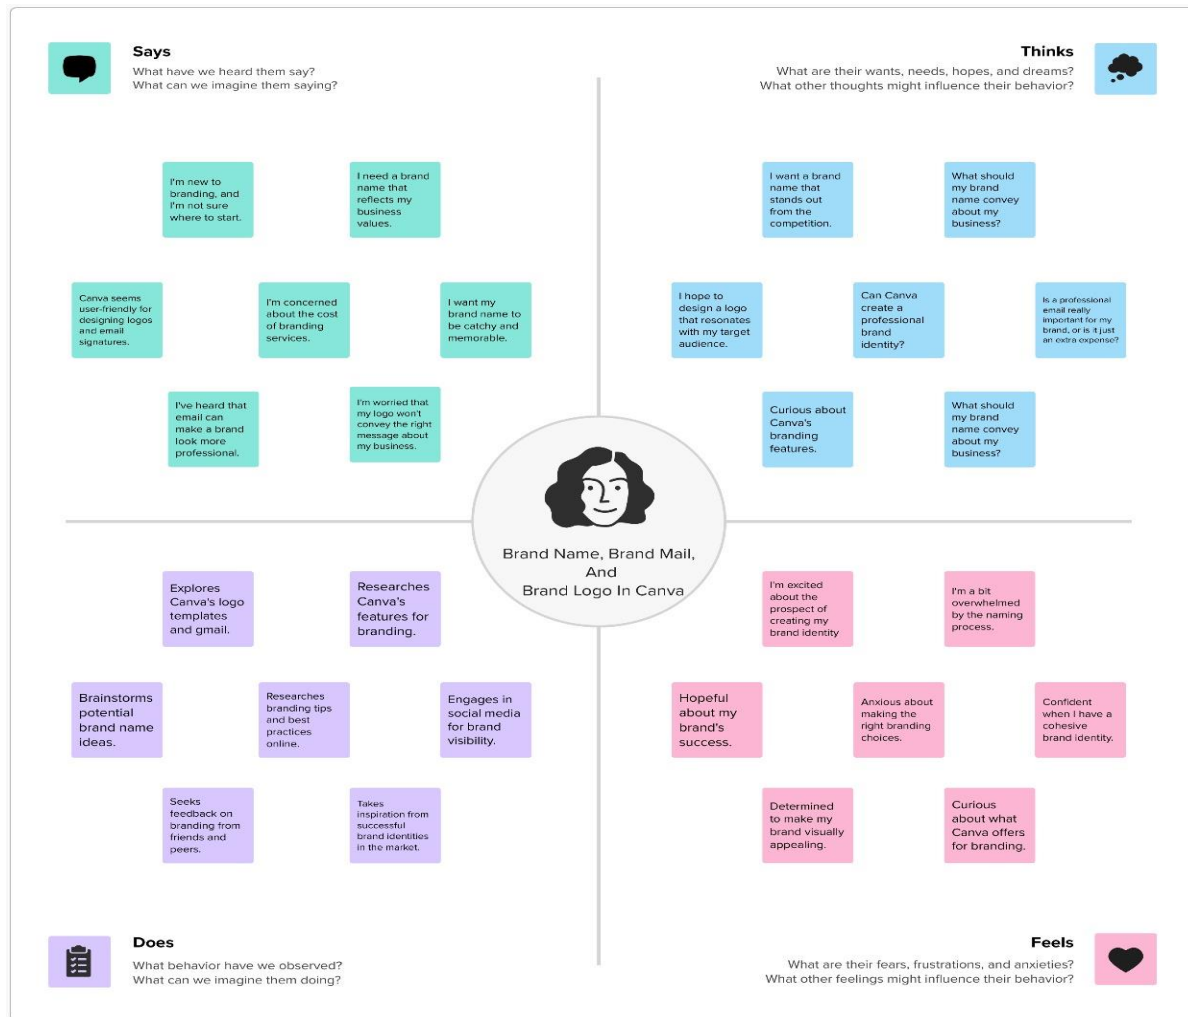 Says
What have we heard them say?
What can we imagine them saying?
Thinks
What are their wants, needs, hopes, and dreams?
What other thoughts might influence their behavior?
I'm new to
branding, and
I'm not sure
where to start.
I need a brand
name that
reflects my
business
values.
Canva seems
user-friendly for
designing logos
and email
signatures.
I'm concerned
about the cost
of branding
services.
I want my
brand name to
be catchy and
memorable.
I've heard that
email can
make a brand
look more
professional.
I'm worried that
my logo won't
convey the right
message about
my business.
I want a brand
name that
stands out
from the
competition.
What should
my brand
name convey
about my
business?
I hope to
design a logo
that resonates
with my target
audience.
Can Canva
create a
professional
brand
identity?
Is a professional
email really
important for my
brand, or is it just
an extra expense?
Curious about
Canva's
branding
features.
What should
my brand
name convey
about my
business?
Brand Name, Brand Mail,
And
Brand Logo In Canva
Explores
Canva's logo
templates
and gmail.
Researches
Canva's
features for
branding.
Brainstorms
potential
brand name
ideas.
Researches
branding tips
and best
practices
online.
Engages in
social media
for brand
visibility.
Seeks
feedback on
branding from
friends and
peers.
Takes
inspiration from
successful
brand identities
in the market.
I'm excited
about the
prospect of
creating my
brand identity
I'm a bit
overwhelmed
by the naming
process.
Hopeful
about my
brand's
success.
Anxious about
making the
right branding
choices.
Confident
when I have a
cohesive
brand identity.
Determined
to make my
brand visually
appealing.
Curious
about what
Canva offers
for branding.
Does
What behavior have we observed?
What can we imagine them doing?
Feels
What are their fears, frustrations, and anxieties?
What other feelings might influence their behavior?